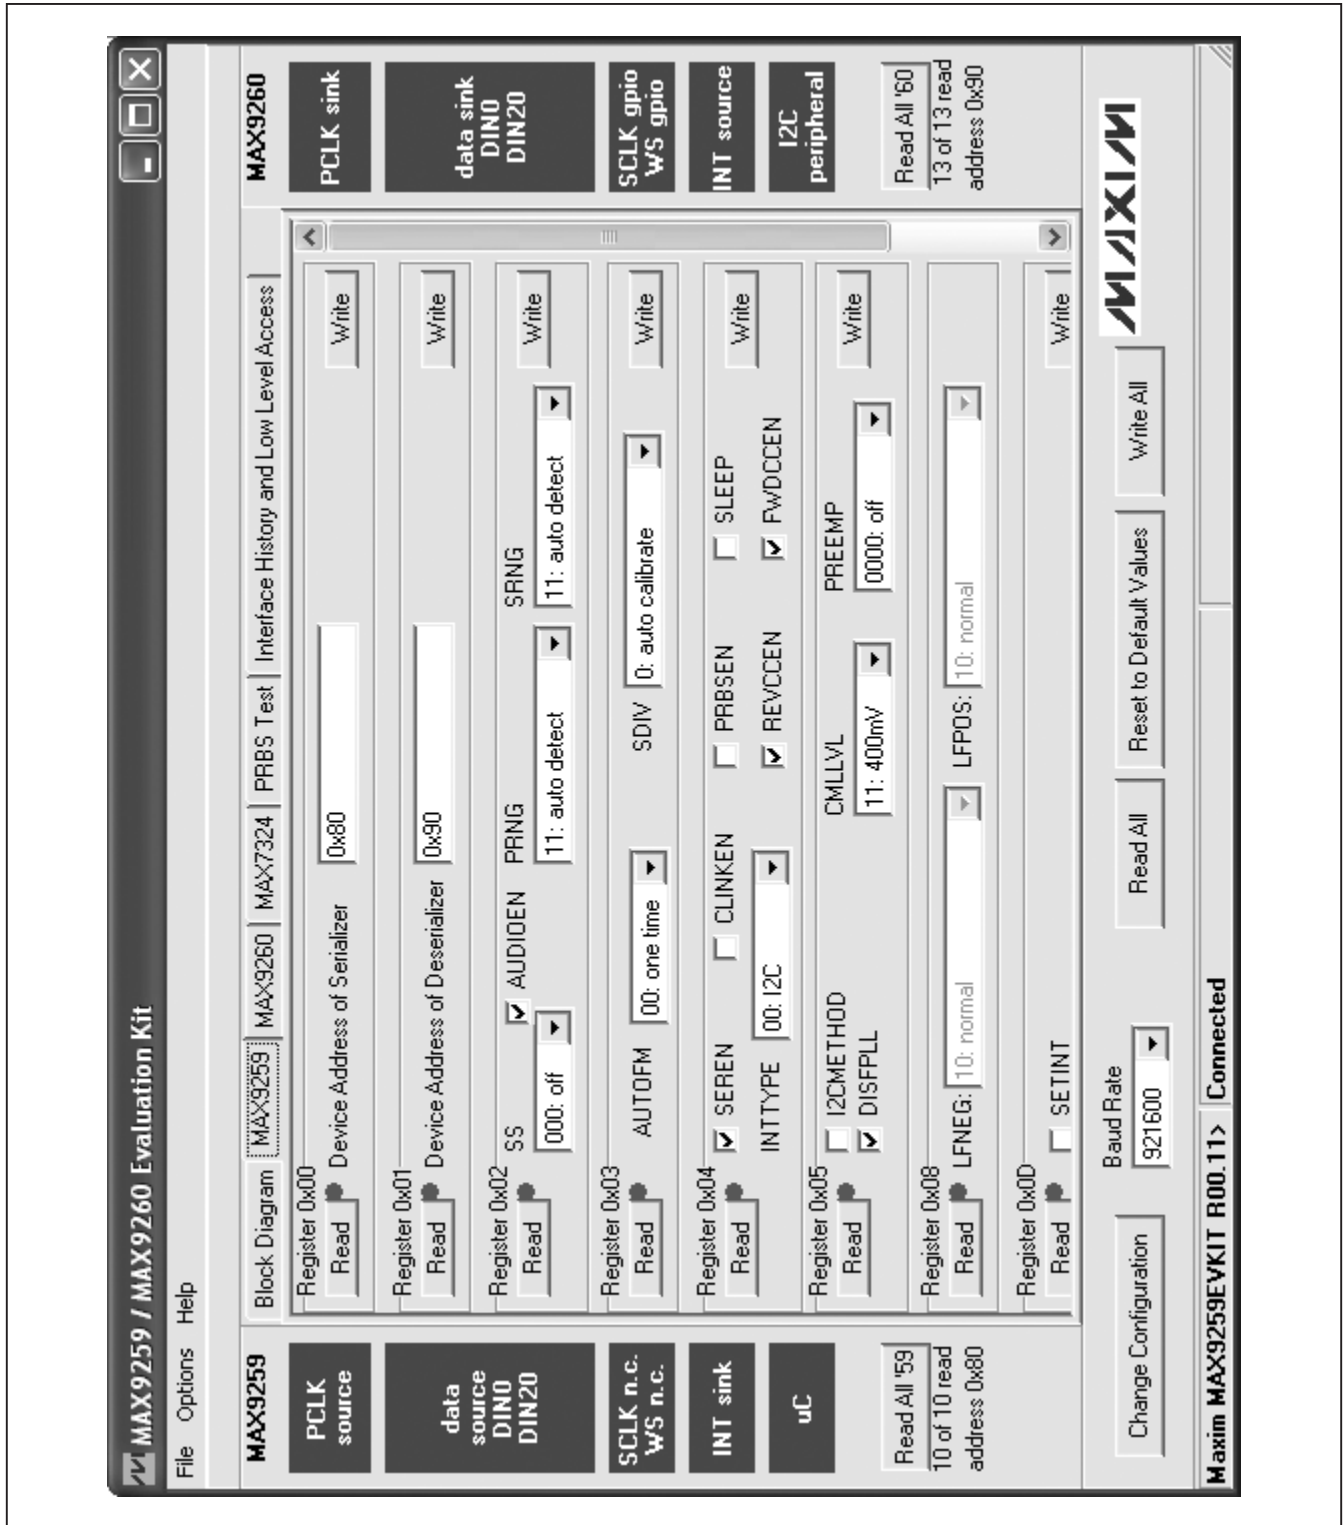 MAX9259 / MAX9260 Evaluation Kit
File Options Help
MAX9259
PCLK
source
data
source
DIN0
DIN20
SCLK n.c.
WS n.c.
INT sink
uC
Read All '59
10 of 10 read
address 0x80
Block Diagram MAX9259 MAX9260 MAX7324 PRBS Test Interface History and Low Level Access
Register 0x00
Read Device Address of Serializer 0x80 Write
Register 0x01
Read Device Address of Deserializer 0x90 Write
Register 0x02
SS AUDIOEN PRNG SRNG
Read 000: off 11: auto detect 11: auto detect Write
Register 0x03
Read AUTOFM 00: one time SDIV 0: auto calibrate Write
Register 0x04
SEREN CLINKEN PRBSEN SLEEP
Read Write
INTTYPE 00: I2C REVCCEN FWDCCEN
Register 0x05
I2CMETHOD CMLLVL PREEMP
Read DISFPLL 11: 400mV 0000: off Write
Register 0x08
Read LFNEG: 10: normal LFPOS: 10: normal
Register 0x0D
Read SETINT Write
MAX9260
PCLK sink
data sink
DIN0
DIN20
SCLK gpio
WS gpio
INT source
I2C
peripheral
Read All '60
13 of 13 read
address 0x90
Baud Rate
Change Configuration 921600 Read All Reset to Default Values Write All MAXIM
Maxim MAX9259EVKIT R00.11> Connected